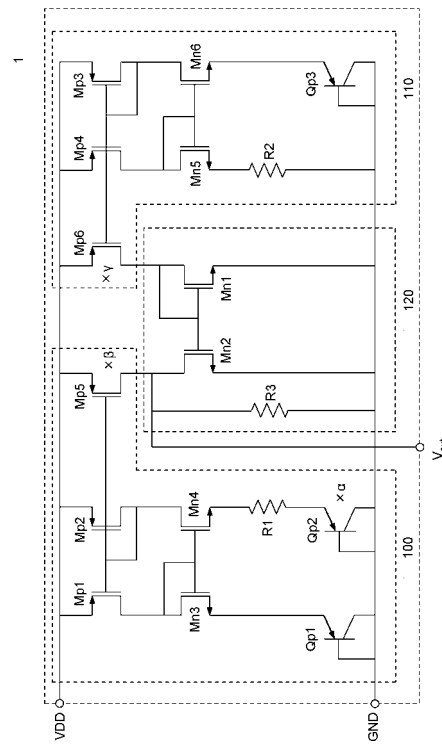 1
Mp1
Mp2
Mp5
Mp6
Mp4
Mp3
×β
×γ
Mn3
Mn4
Mn2
Mn1
Mn5
Mn6
R1
R3
R2
Qp1
Qp2
×α
Qp3
VDD
GND
Vout
100
120
110